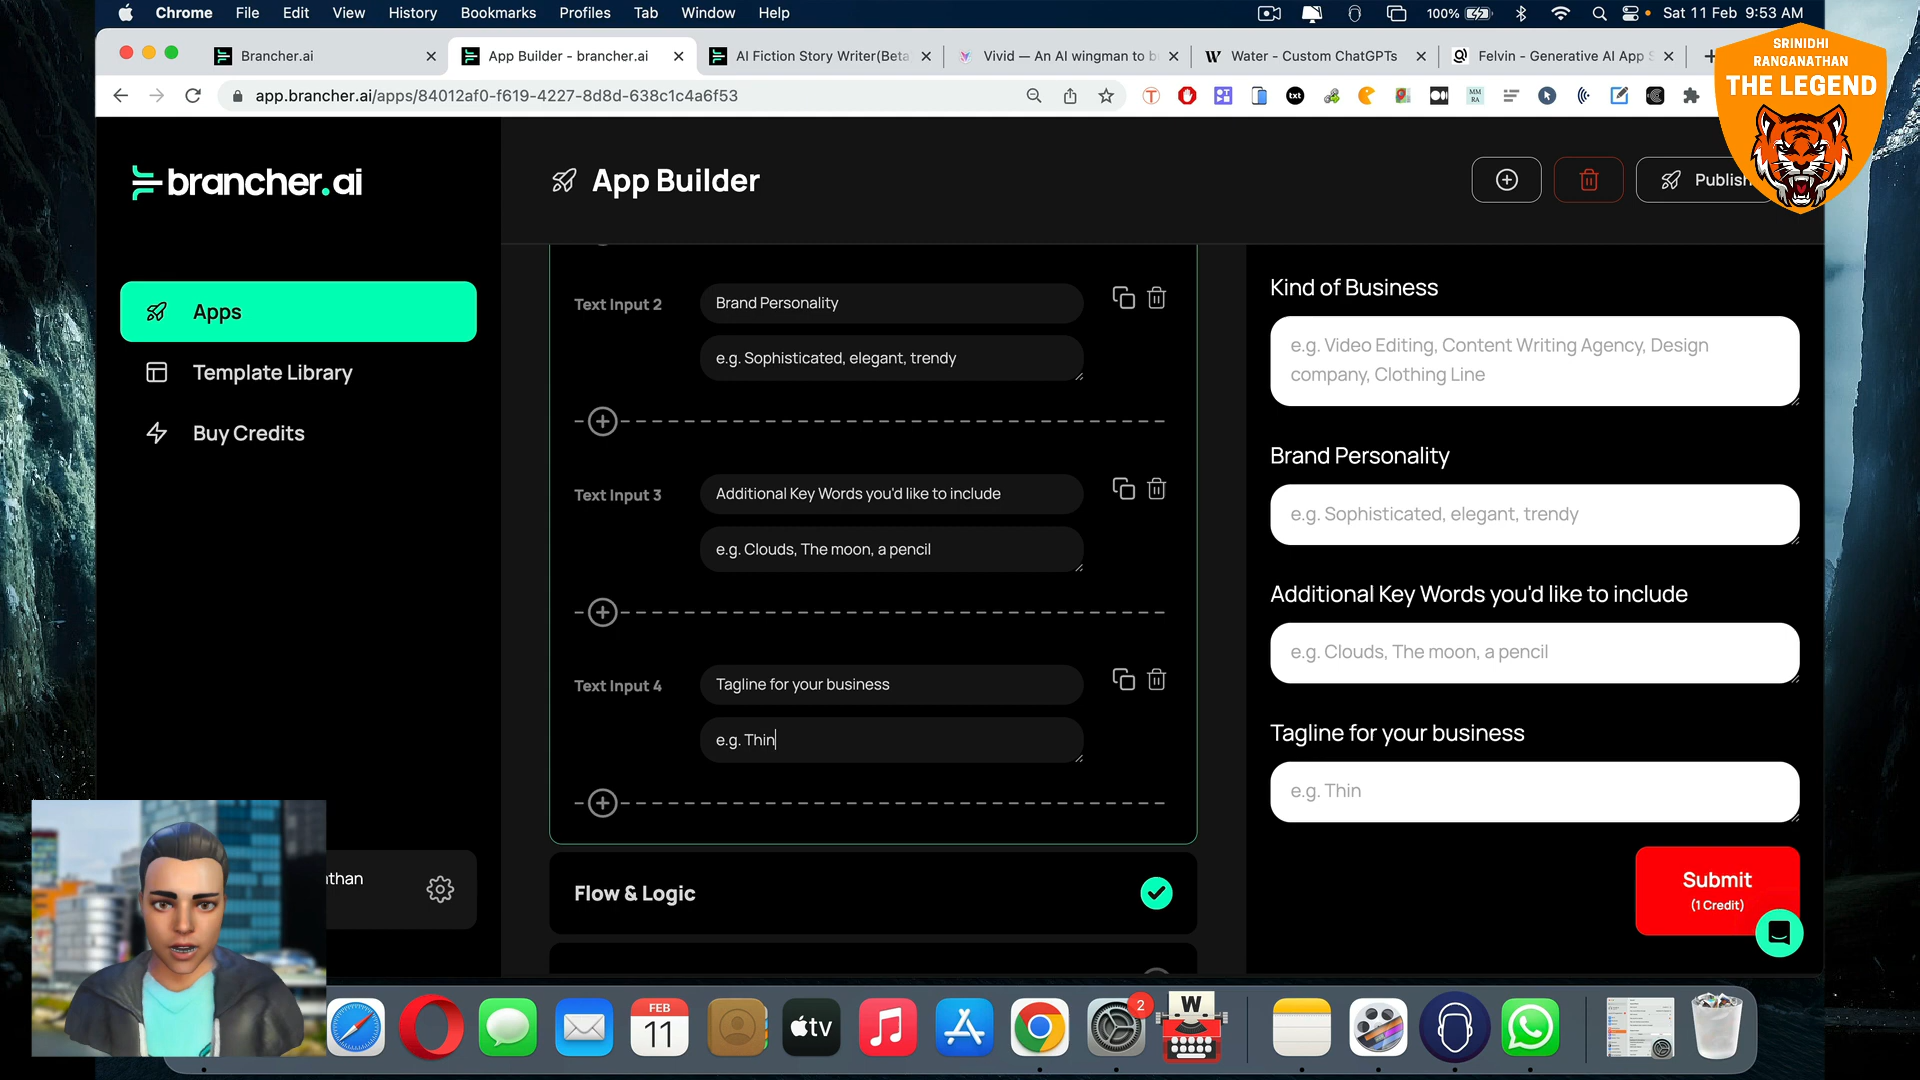 Chrome File Edit View History Bookmarks Profiles Tab Window Help
100% Sat 11 Feb 9:53 AM
Brancher.ai
App Builder - brancher.ai
AI Fiction Story Writer(Beta
Vivid — An AI wingman to b
Water - Custom ChatGPTs
Felvin - Generative AI App S
app.brancher.ai/apps/84012af0-f619-4227-8d8d-638c1c4a6f53
txt
MM
RA
SRINIDHI
RANGANATHAN
THE LEGEND
brancher.ai
App Builder
Publish
Apps
Template Library
Buy Credits
Text Input 2
Brand Personality
e.g. Sophisticated, elegant, trendy
Text Input 3
Additional Key Words you'd like to include
e.g. Clouds, The moon, a pencil
Text Input 4
Tagline for your business
e.g. Thin
Flow & Logic
Kind of Business
e.g. Video Editing, Content Writing Agency, Design
company, Clothing Line
Brand Personality
e.g. Sophisticated, elegant, trendy
Additional Key Words you'd like to include
e.g. Clouds, The moon, a pencil
Tagline for your business
e.g. Thin
Submit
(1 Credit)
than
FEB
11
tv
2
W